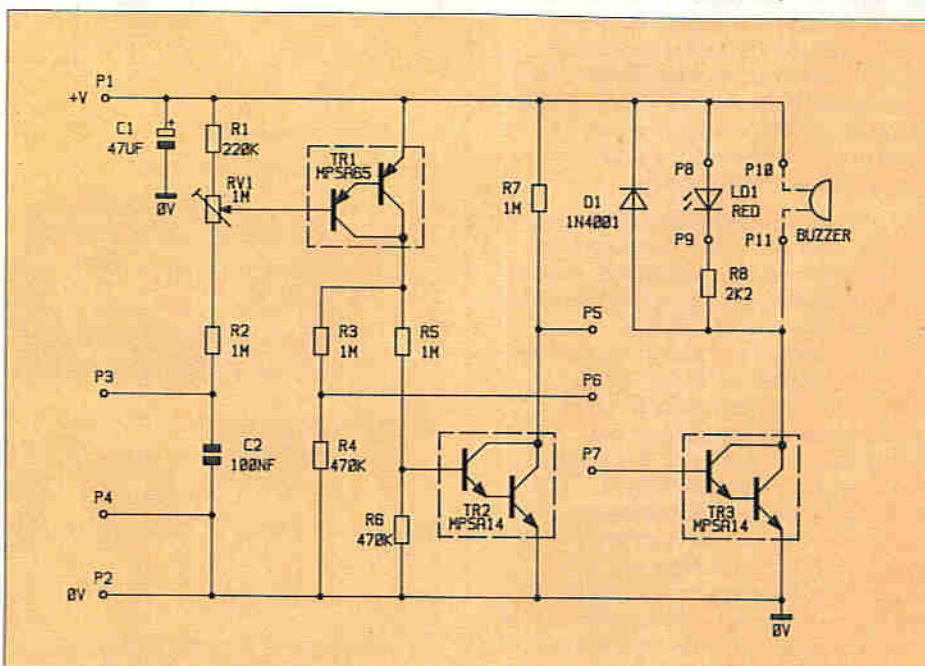 P1
+V
C1
+
47UF
0V
R1
220K
RV1
1M
TR1
MPSA65
R7
1M
D1
1N4001
P8
LD1
RED
P9
R8
2K2
P10
P11
BUZZER
R2
1M
R3
1M
R5
1M
P5
P6
P3
C2
100NF
R4
470K
P7
P4
R6
470K
TR2
MPSA14
TR3
MPSA14
0V
P2
0V